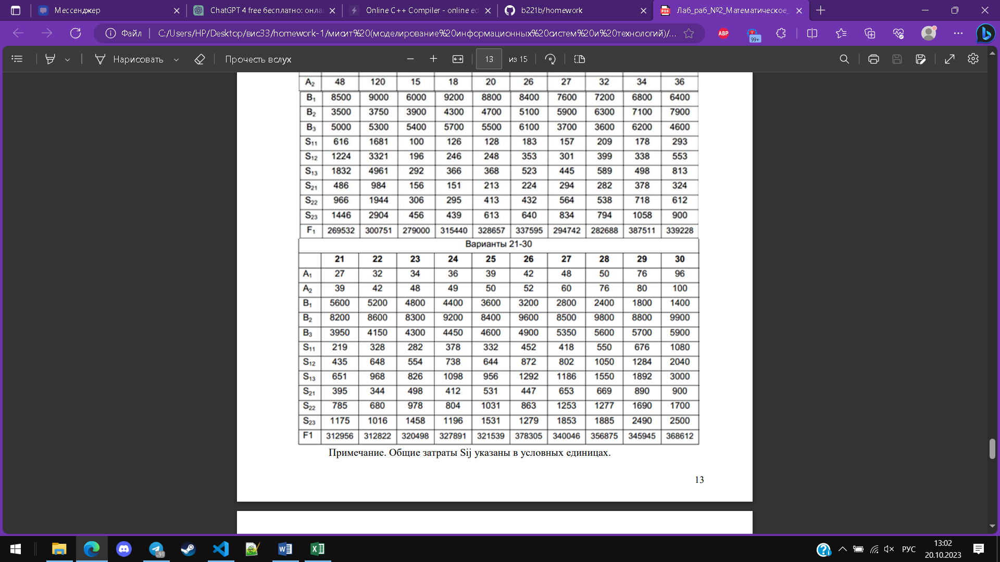 Мессенджер
ChatGPT 4 free бесплатно: онла
Online C++ Compiler - online ed
b221b/homework
Лаб_раб_№2_Математическое_
Файл
C:/Users/HP/Desktop/вис33/homework-1/мисит%20(моделирование%20информационных%20систем%20и%20технологий)/...
ABP
99+
Нарисовать
Прочесть вслух
13
из 15
A2 48 120 15 18 20 26 27 32 34 36
B1 8500 9000 6000 9200 8800 8400 7600 7200 6800 6400
B2 3500 3750 3900 4300 4700 5100 5900 6300 7100 7900
B3 5000 5300 5400 5700 5500 6100 3700 3600 6200 4600
S11 616 1681 100 126 128 183 157 209 178 293
S12 1224 3321 196 246 248 353 301 399 338 553
S13 1832 4961 292 366 368 523 445 589 498 813
S21 486 984 156 151 213 224 294 282 378 324
S22 966 1944 306 295 413 432 564 538 718 612
S23 1446 2904 456 439 613 640 834 794 1058 900
F1 269532 300751 279000 315440 328657 337595 294742 282688 387511 339228
Варианты 21-30
21 22 23 24 25 26 27 28 29 30
A1 27 32 34 36 39 42 48 50 76 96
A2 39 42 48 49 50 52 60 76 80 100
B1 5600 5200 4800 4400 3600 3200 2800 2400 1800 1400
B2 8200 8600 8300 9200 8400 9600 8500 9800 8800 9900
B3 3950 4150 4300 4450 4600 4900 5350 5600 5700 5900
S11 219 328 282 378 332 452 418 550 676 1080
S12 435 648 554 738 644 872 802 1050 1284 2040
S13 651 968 826 1098 956 1292 1186 1550 1892 3000
S21 395 344 498 412 531 447 653 669 890 900
S22 785 680 978 804 1031 863 1253 1277 1690 1700
S23 1175 1016 1458 1196 1531 1279 1853 1885 2490 2500
F1 312956 312822 320498 327891 321539 378305 340046 356875 345945 368612
Примечание. Общие затраты Sij указаны в условных единицах.
13
91
РУС
13:02
20.10.2023